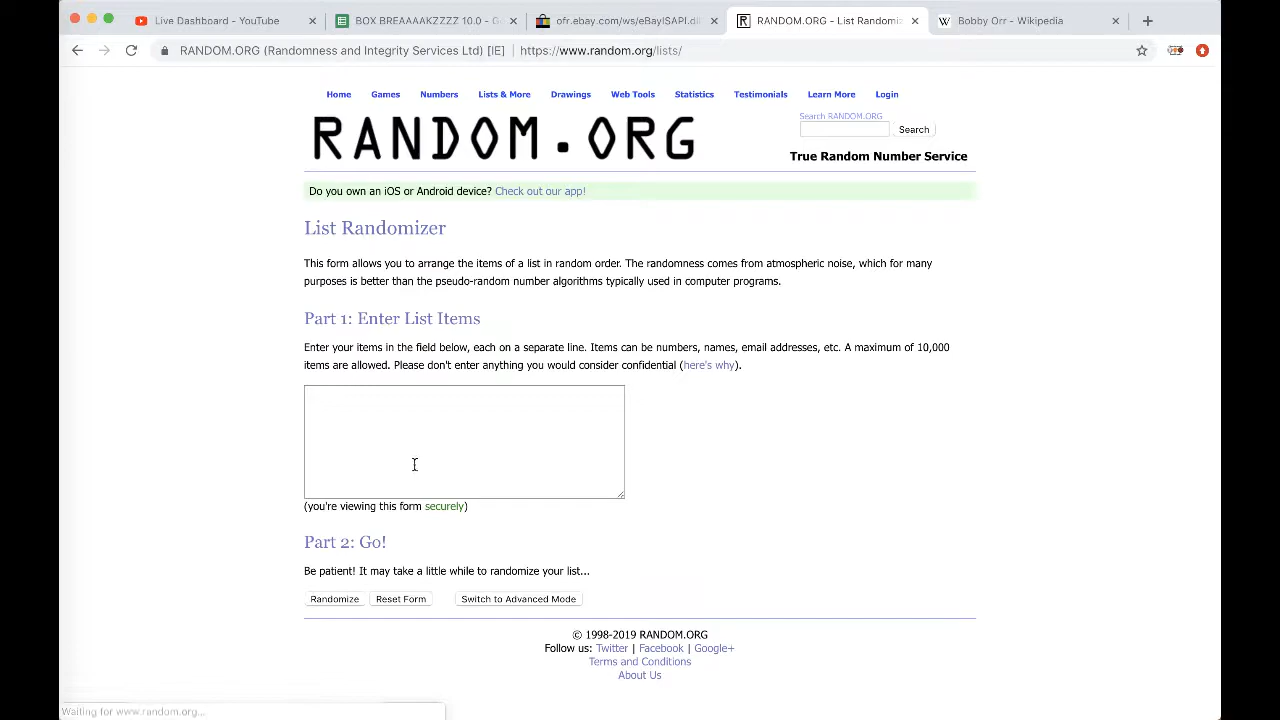 Live Dashboard - YouTube
BOX BREAAAAKZZZZ 10.0 - G
ofr.ebay.com/ws/eBayISAPI.dll
RANDOM.ORG - List Randomiz
Bobby Orr - Wikipedia
RANDOM.ORG (Randomness and Integrity Services Ltd) [IE] | https://www.random.org/lists/
Home Games Numbers Lists & More Drawings Web Tools Statistics Testimonials Learn More Login
RANDOM.ORG
Search RANDOM.ORG
Search
True Random Number Service
Do you own an iOS or Android device? Check out our app!
List Randomizer
This form allows you to arrange the items of a list in random order. The randomness comes from atmospheric noise, which for many
purposes is better than the pseudo-random number algorithms typically used in computer programs.
Part 1: Enter List Items
Enter your items in the field below, each on a separate line. Items can be numbers, names, email addresses, etc. A maximum of 10,000
items are allowed. Please don't enter anything you would consider confidential (here's why).
(you're viewing this form securely)
Part 2: Go!
Be patient! It may take a little while to randomize your list...
Randomize Reset Form Switch to Advanced Mode
© 1998-2019 RANDOM.ORG
Follow us: Twitter | Facebook | Google+
Terms and Conditions
About Us
Waiting for www.random.org...